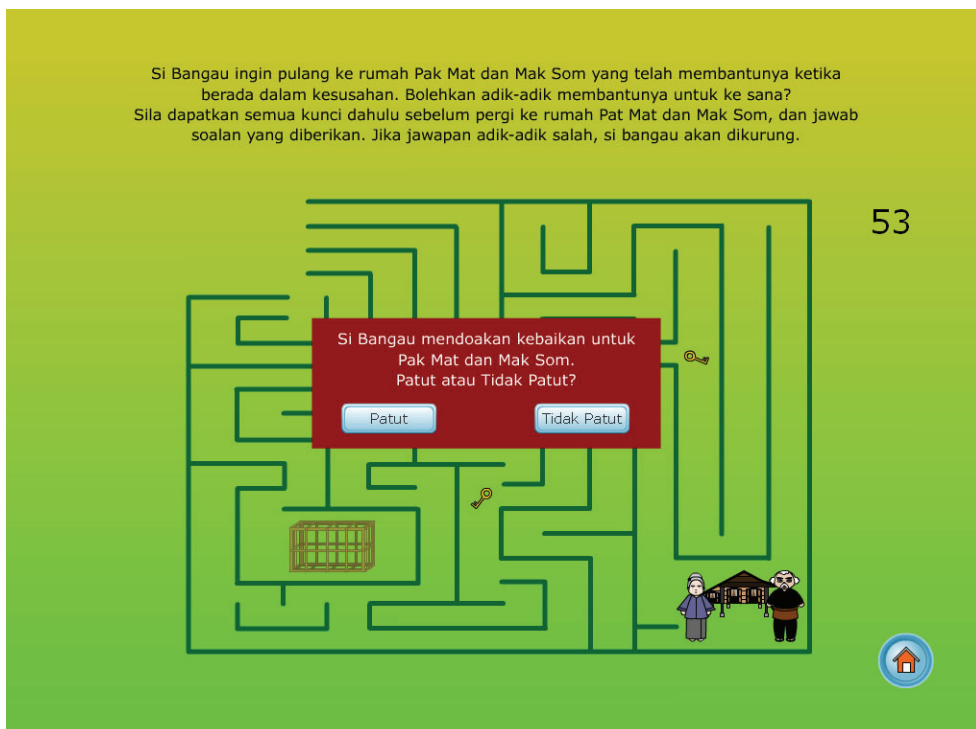 Si Bangau ingin pulang ke rumah Pak Mat dan Mak Som yang telah membantunya ketika
berada dalam kesusahan. Bolehkan adik-adik membantunya untuk ke sana?
Sila dapatkan semua kunci dahulu sebelum pergi ke rumah Pat Mat dan Mak Som, dan jawab
soalan yang diberikan. Jika jawapan adik-adik salah, si bangau akan dikurung.
53
Si Bangau mendoakan kebaikan untuk
Pak Mat dan Mak Som.
Patut atau Tidak Patut?
Patut
Tidak Patut